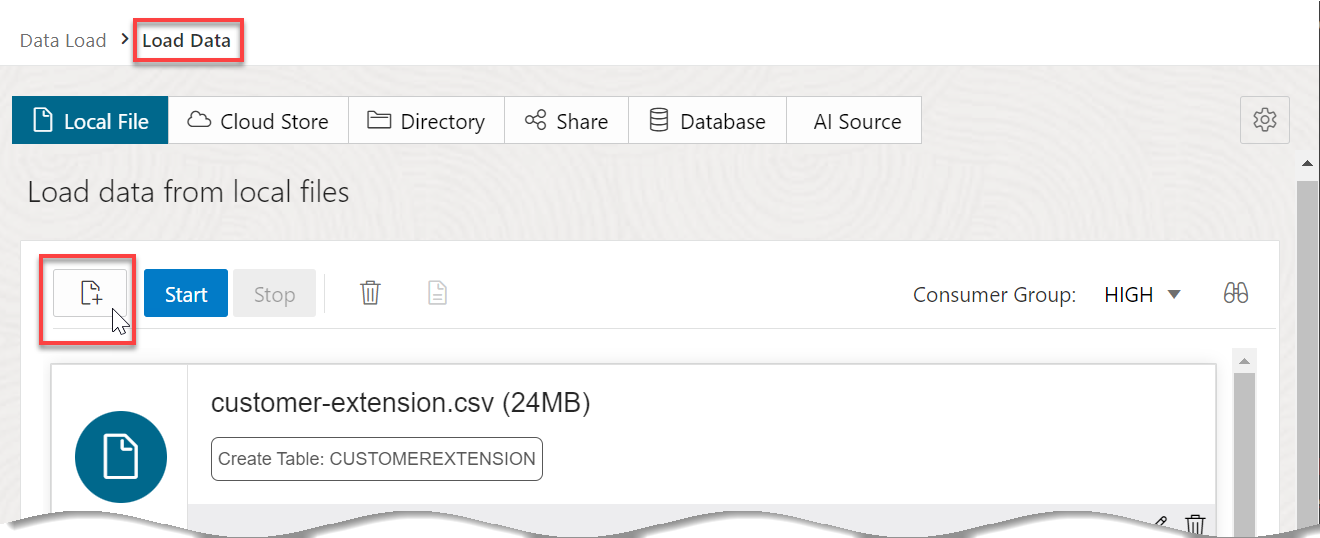 Data Load > Load Data
Local File Cloud Store Directory Share Database AI Source
Load data from local files
Start Stop Consumer Group: HIGH
customer-extension.csv (24MB)
Create Table: CUSTOMEREXTENSION